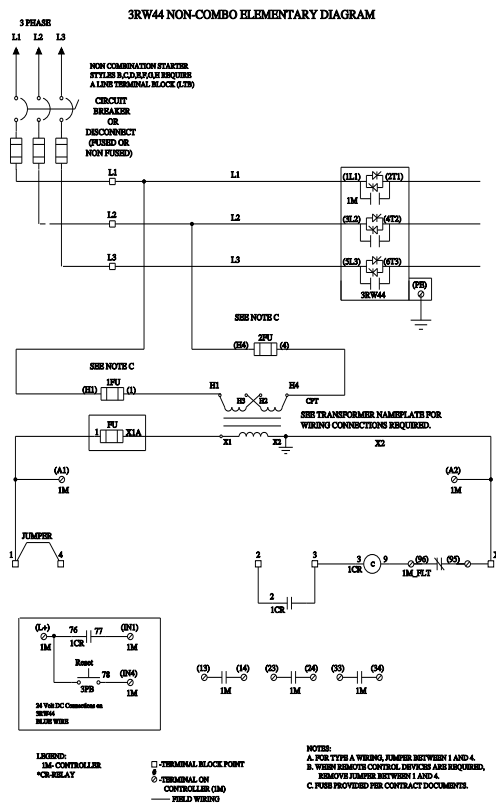 3RW44 NON-COMBO ELEMENTARY DIAGRAM
3 PHASE
L1 L2 L3
NON COMBINATION STARTER
STYLES B,C,D,E,F,G,H REQUIRE
A LINE TERMINAL BLOCK (LTB)
CIRCUIT
BREAKER
OR
DISCONNECT
(FUSED OR
NON FUSED)
L1 L1 (1L1) (2T1)
1M
L2 L2 (3L2) (4T2)
L3 L3 (5L3) (6T3)
3RW44
(PE)
SEE NOTE C
2FU
(H4) (4)
SEE NOTE C
1FU
(H1) (1)
H1 H3 H2 H4
CPT
SEE TRANSFORMER NAMEPLATE FOR
WIRING CONNECTIONS REQUIRED.
FU
1 X1A
X1 X2
X2
(A1)
1M
(A2)
1M
JUMPER
1 4
2 3 3 C 9 (96) (95)
1CR 1M_FLT
2
1CR
(L+) 76 77 (IN1)
1M 1CR 1M
Reset
78 (IN4)
3PB 1M
24 Volt DC Connections on
3RW44
BLUE WIRE
(13) (14) (23) (24) (33) (34)
1M 1M 1M
LEGEND:
1M- CONTROLLER
*CR-RELAY
-TERMINAL BLOCK POINT
#
-TERMINAL ON
CONTROLLER (1M)
FIELD WIRING
NOTES:
A. FOR TYPE A WIRING, JUMPER BETWEEN 1 AND 4.
B. WHEN REMOTE CONTROL DEVICES ARE REQUIRED,
REMOVE JUMPER BETWEEN 1 AND 4.
C. FUSE PROVIDED PER CONTRACT DOCUMENTS.